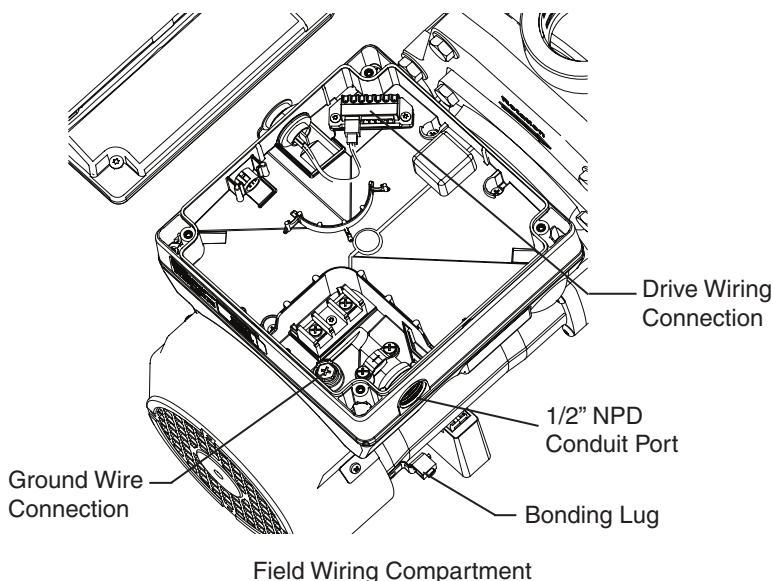 Drive Wiring
Connection
1/2” NPD
Conduit Port
Ground Wire
Connection
Bonding Lug
Field Wiring Compartment